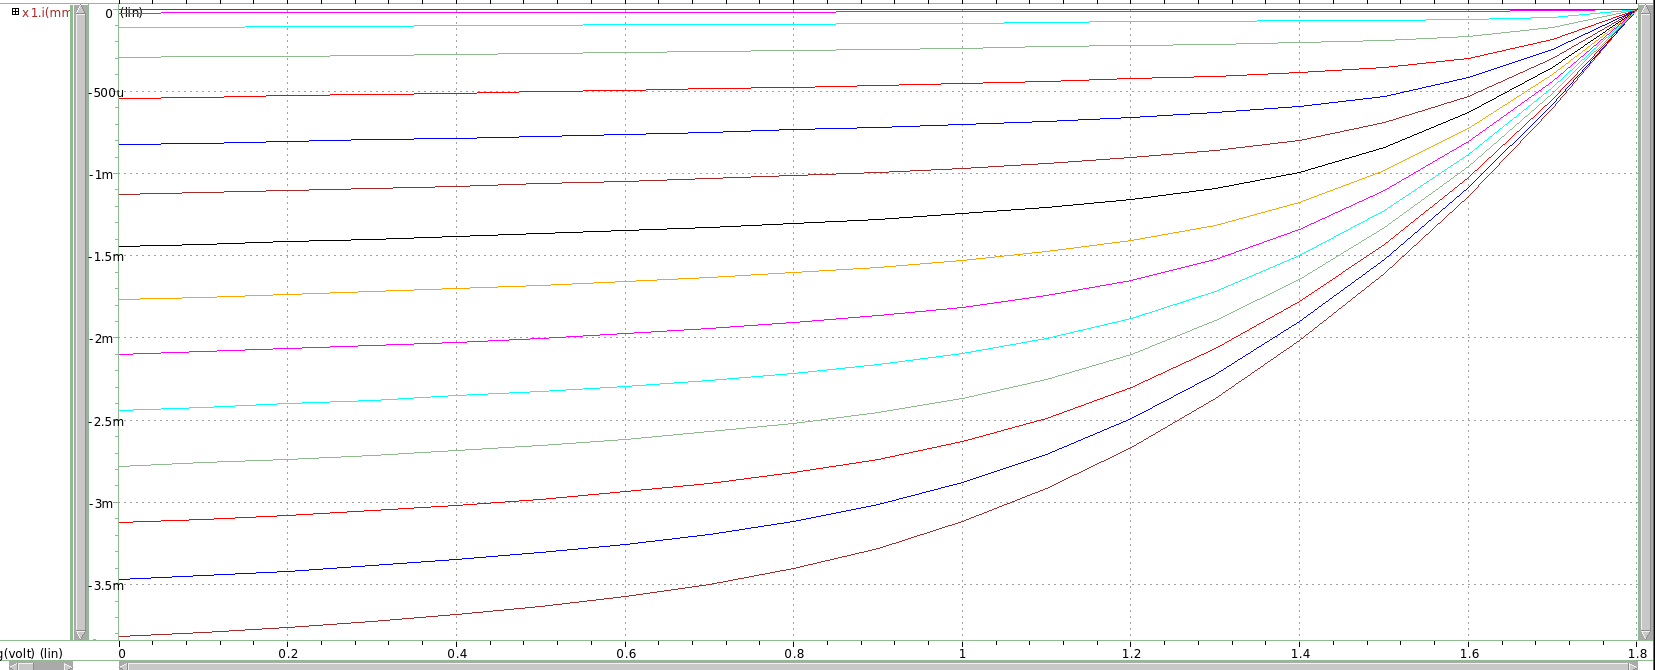 x1.i(mm
0 (lin)
-500u
-1m
-1.5m
-2m
-2.5m
-3m
-3.5m
g(volt) (lin) 0 0.2 0.4 0.6 0.8 1 1.2 1.4 1.6 1.8